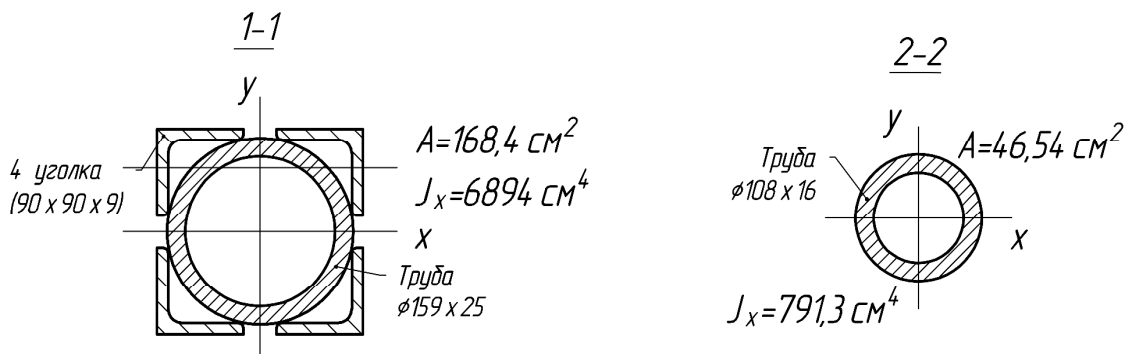 1-1
y
4 уголка
(90 x 90 x 9)
A=168,4 см²
Jx=6894 см⁴
x
Труба
ø159 x 25
2-2
y
Труба
ø108 x 16
A=46,54 см²
x
Jx=791,3 см⁴